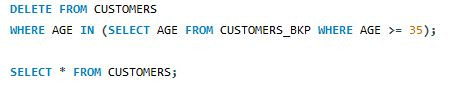 DELETE FROM CUSTOMERS
WHERE AGE IN (SELECT AGE FROM CUSTOMERS_BKP WHERE AGE >= 35);
SELECT * FROM CUSTOMERS;